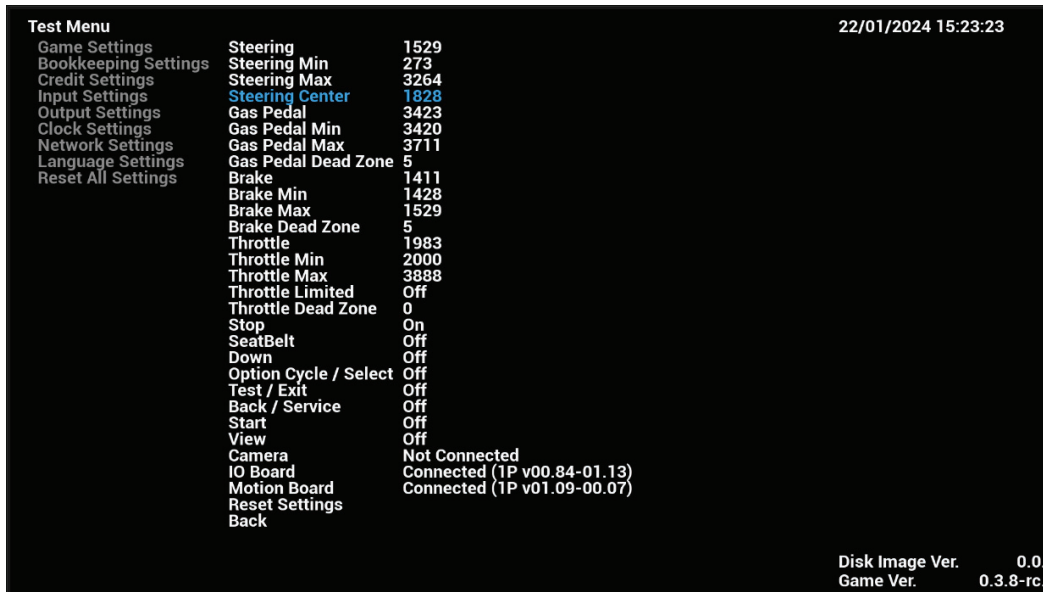 Test Menu 22/01/2024 15:23:23
Game Settings Steering 1529
Bookkeeping Settings Steering Min 273
Credit Settings Steering Max 3264
Input Settings Steering Center 1828
Output Settings Gas Pedal 3423
Clock Settings Gas Pedal Min 3420
Network Settings Gas Pedal Max 3711
Language Settings Gas Pedal Dead Zone 5
Reset All Settings Brake 1411
Brake Min 1428
Brake Max 1529
Brake Dead Zone 5
Throttle 1983
Throttle Min 2000
Throttle Max 3888
Throttle Limited Off
Throttle Dead Zone 0
Stop On
SeatBelt Off
Down Off
Option Cycle / Select Off
Test / Exit Off
Back / Service Off
Start Off
View Off
Camera Not Connected
IO Board Connected (1P v00.84-01.13)
Motion Board Connected (1P v01.09-00.07)
Reset Settings
Back
Disk Image Ver. 0.0.
Game Ver. 0.3.8-rc.